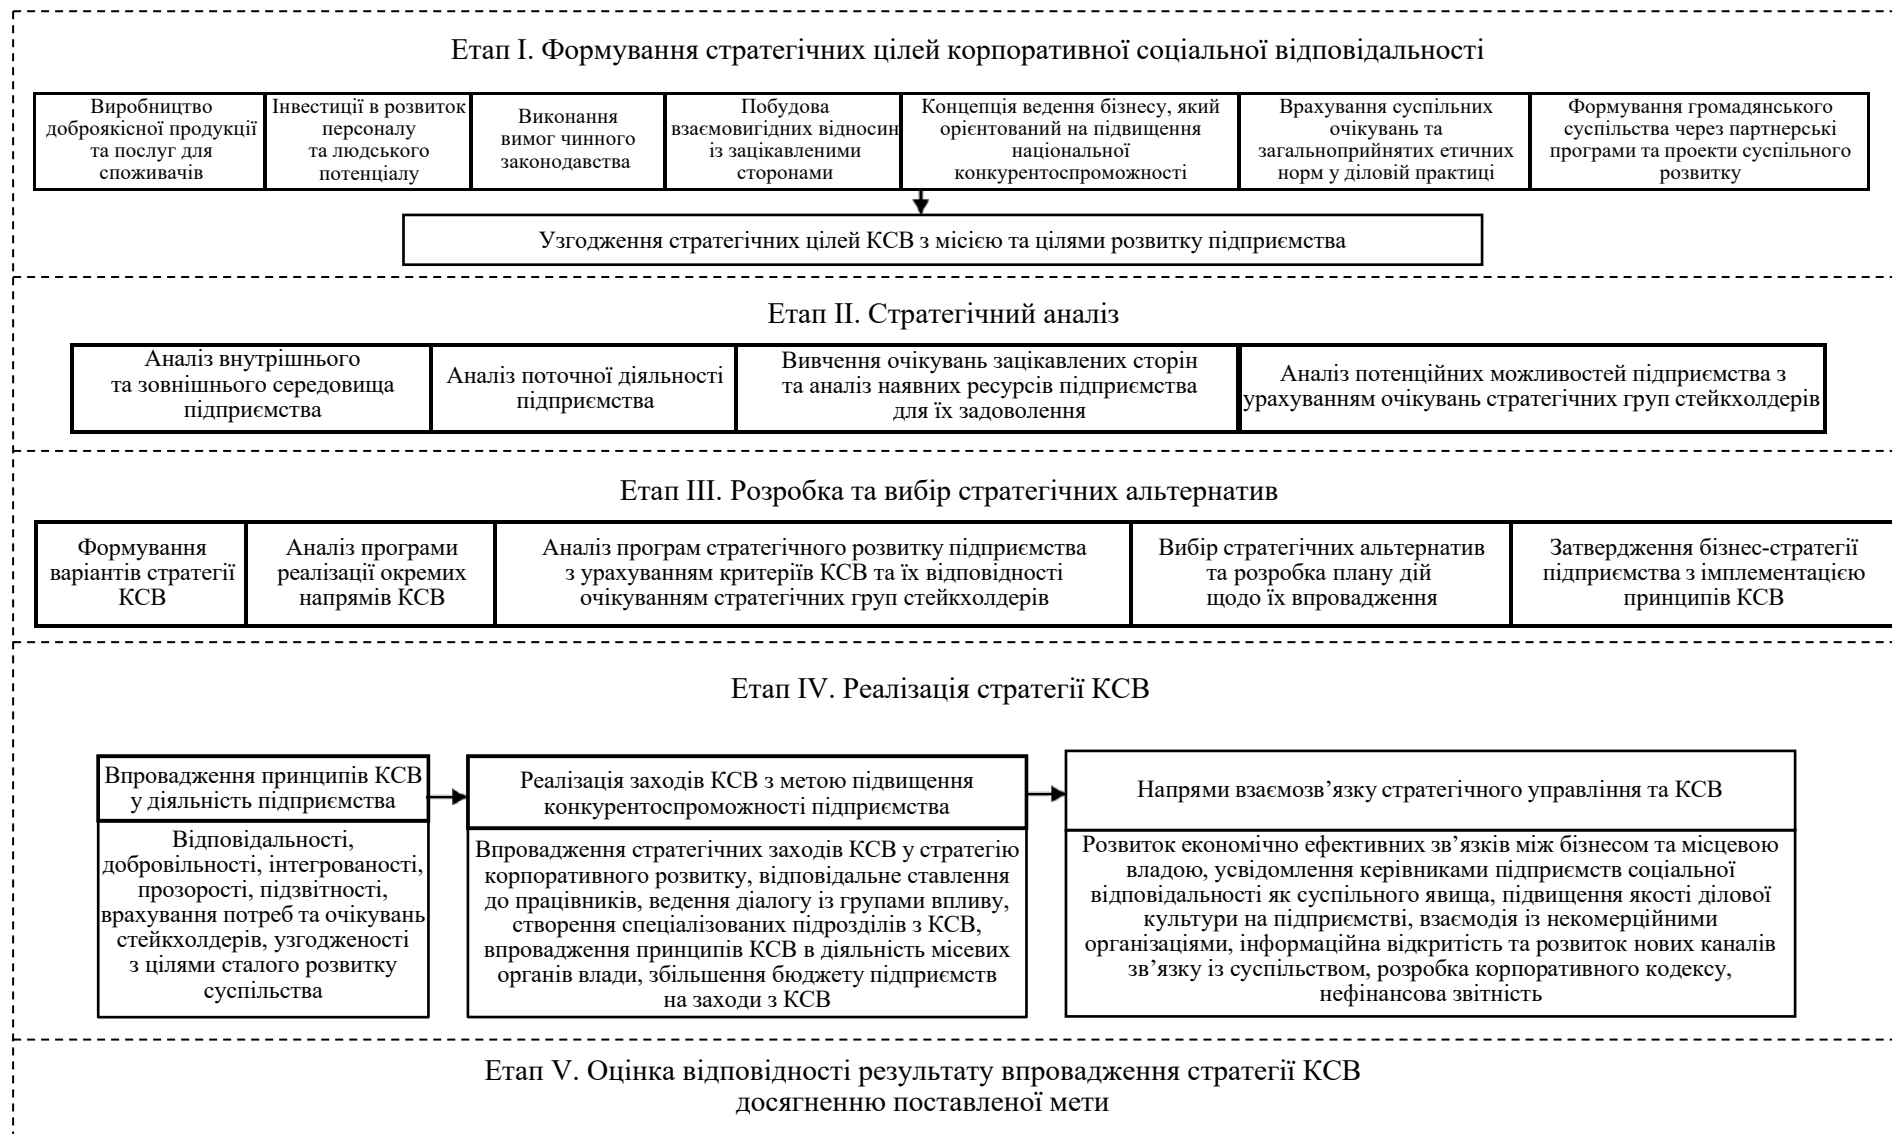 Етап I. Формування стратегічних цілей корпоративної соціальної відповідальності
Виробництво
доброякісної продукції
та послуг для
споживачів
Інвестиції в розвиток
персоналу
та людського
потенціалу
Виконання
вимог чинного
законодавства
Побудова
взаємовигідних відносин
із зацікавленими
сторонами
Концепція ведення бізнесу, який
орієнтований на підвищення
національної
конкурентоспроможності
Врахування суспільних
очікувань та
загальноприйнятих етичних
норм у діловій практиці
Формування громадянського
суспільства через партнерські
програми та проекти суспільного
розвитку
Узгодження стратегічних цілей КСВ з місією та цілями розвитку підприємства
Етап II. Стратегічний аналіз
Аналіз внутрішнього
та зовнішнього середовища
підприємства
Аналіз поточної діяльності
підприємства
Вивчення очікувань зацікавлених сторін
та аналіз наявних ресурсів підприємства
для їх задоволення
Аналіз потенційних можливостей підприємства з
урахуванням очікувань стратегічних груп стейкхолдерів
Етап III. Розробка та вибір стратегічних альтернатив
Формування
варіантів стратегії
КСВ
Аналіз програми
реалізації окремих
напрямів КСВ
Аналіз програм стратегічного розвитку підприємства
з урахуванням критеріїв КСВ та їх відповідності
очікуванням стратегічних груп стейкхолдерів
Вибір стратегічних альтернатив
та розробка плану дій
щодо їх впровадження
Затвердження бізнес-стратегії
підприємства з імплементацією
принципів КСВ
Етап IV. Реалізація стратегії КСВ
Впровадження принципів КСВ
у діяльність підприємства
Відповідальності,
добровільності, інтегрованості,
прозорості, підзвітності,
врахування потреб та очікувань
стейкхолдерів, узгодженості
з цілями сталого розвитку
суспільства
Реалізація заходів КСВ з метою підвищення
конкурентоспроможності підприємства
Впровадження стратегічних заходів КСВ у стратегію
корпоративного розвитку, відповідальне ставлення
до працівників, ведення діалогу із групами впливу,
створення спеціалізованих підрозділів з КСВ,
впровадження принципів КСВ в діяльність місевих
органів влади, збільшення бюджету підприємств
на заходи з КСВ
Напрями взаємозв’язку стратегічного управління та КСВ
Розвиток економічно ефективних зв’язків між бізнесом та місцевою
владою, усвідомлення керівниками підприємств соціальної
відповідальності як суспільного явища, підвищення якості ділової
культури на підприємстві, взаємодія із некомерційними
організаціями, інформаційна відкритість та розвиток нових каналів
зв’язку із суспільством, розробка корпоративного кодексу,
нефінансова звітність
Етап V. Оцінка відповідності результату впровадження стратегії КСВ
досягненню поставленої мети